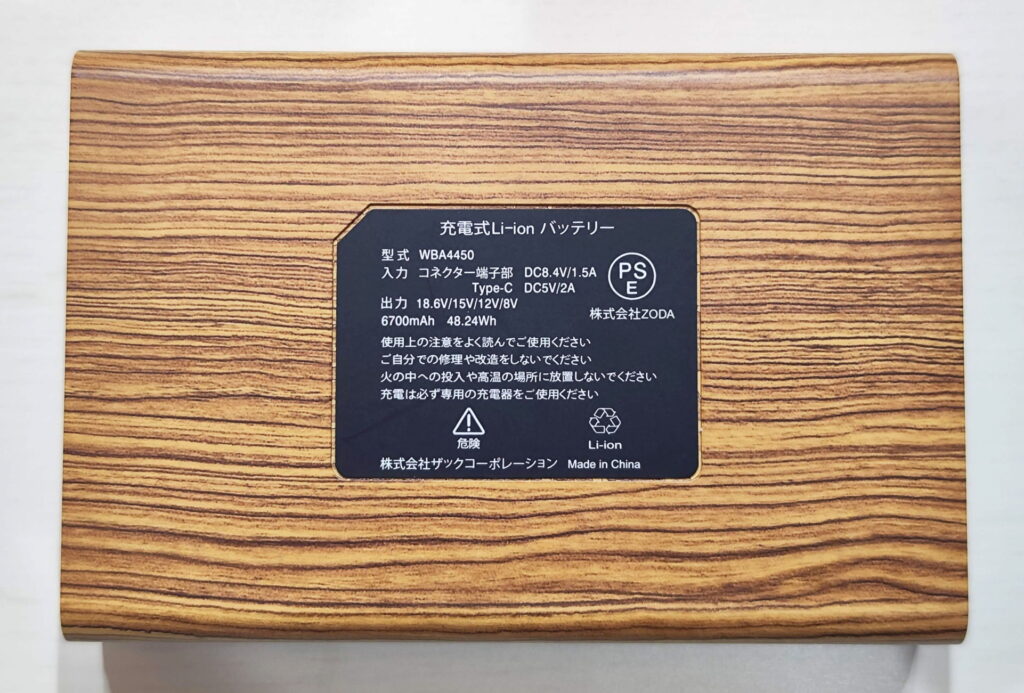 充電式Li-ion バッテリー
型式 WBA4450
入力 コネクター端子部 DC8.4V/1.5A
Type-C DC5V/2A
出力 18.6V/15V/12V/8V
6700mAh 48.24Wh
PS
E
株式会社ZODA
使用上の注意をよく読んでご使用ください
ご自分での修理や改造をしないでください
火の中への投入や高温の場所に放置しないでください
充電は必ず専用の充電器をご使用ください
危険
Li-ion
株式会社ザックコーポレーション Made in China